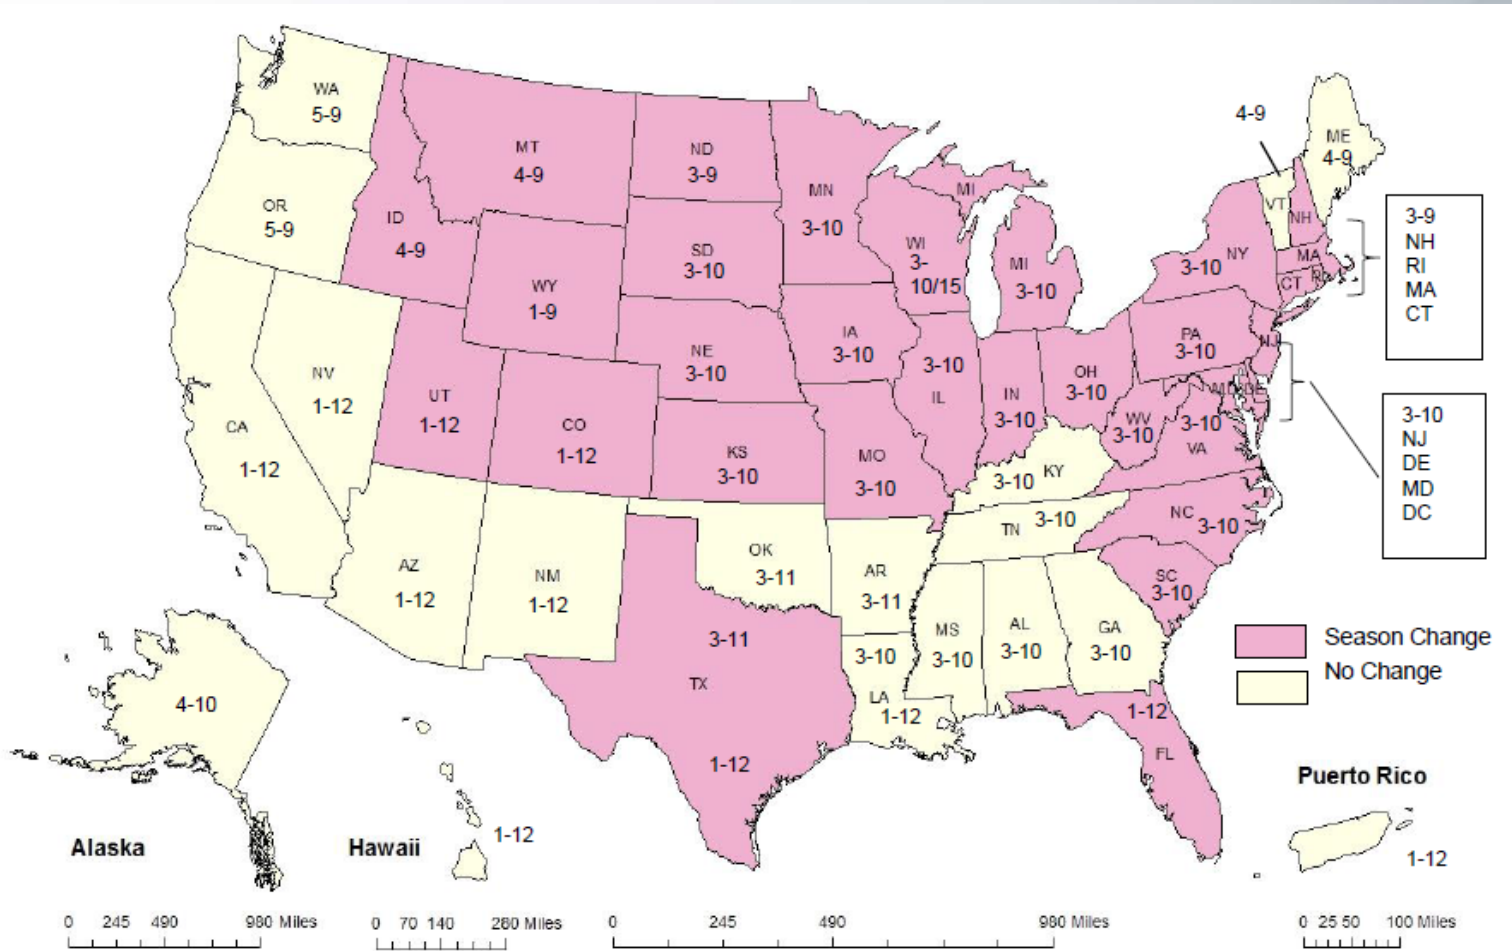 WA
5-9
MT
4-9
ND
3-9
MN
3-10
MI
4-9
ME
4-9
OR
5-9
ID
4-9
SD
3-10
WI
3-
10/15
MI
3-10
NY
3-10
VT
NH
MA
CT
RI
3-9
NH
RI
MA
CT
WY
1-9
NE
3-10
IA
3-10
3-10
IL
IN
3-10
OH
3-10
PA
3-10
NJ
MD
DE
NV
1-12
UT
1-12
CO
1-12
KS
3-10
MO
3-10
WV
3-10
3-10
VA
3-10
NJ
DE
MD
DC
CA
1-12
3-10 KY
TN 3-10
NC 3-10
AZ
1-12
NM
1-12
OK
3-11
AR
3-11
SC
3-10
MS
3-10
AL
3-10
GA
3-10
3-11
TX
1-12
3-10
LA
1-12
1-12
FL
Season Change
No Change
4-10
Alaska
Hawaii
1-12
Puerto Rico
1-12
0 245 490 980 Miles
0 70 140 280 Miles
0 245 490 980 Miles
0 25 50 100 Miles